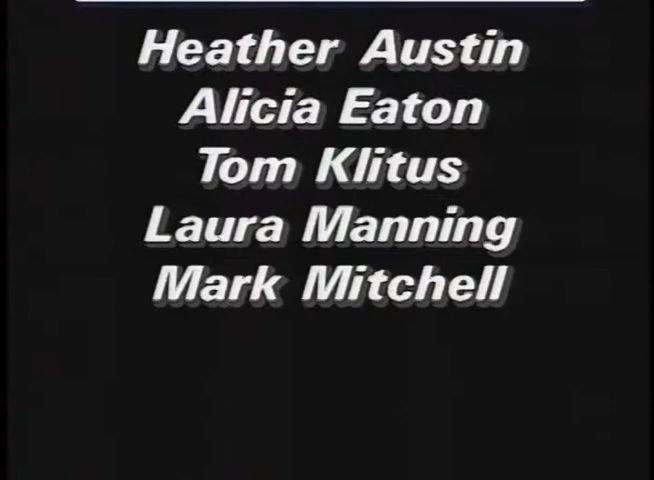 Heather Austin
Alicia Eaton
Tom Klitus
Laura Manning
Mark Mitchell